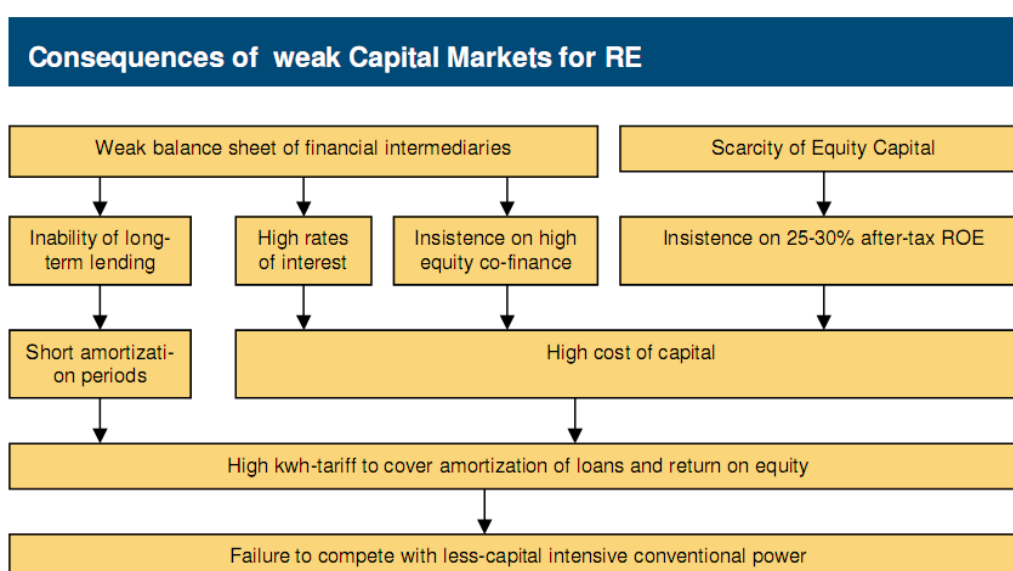 Consequences of  weak Capital Markets for RE
Weak balance sheet of financial intermediaries
Scarcity of Equity Capital
Inability of long-
term lending
High rates
of interest
Insistence on high
equity co-finance
Insistence on 25-30% after-tax ROE
Short amortizati-
on periods
High cost of capital
High kwh-tariff to cover amortization of loans and return on equity
Failure to compete with less-capital intensive conventional power